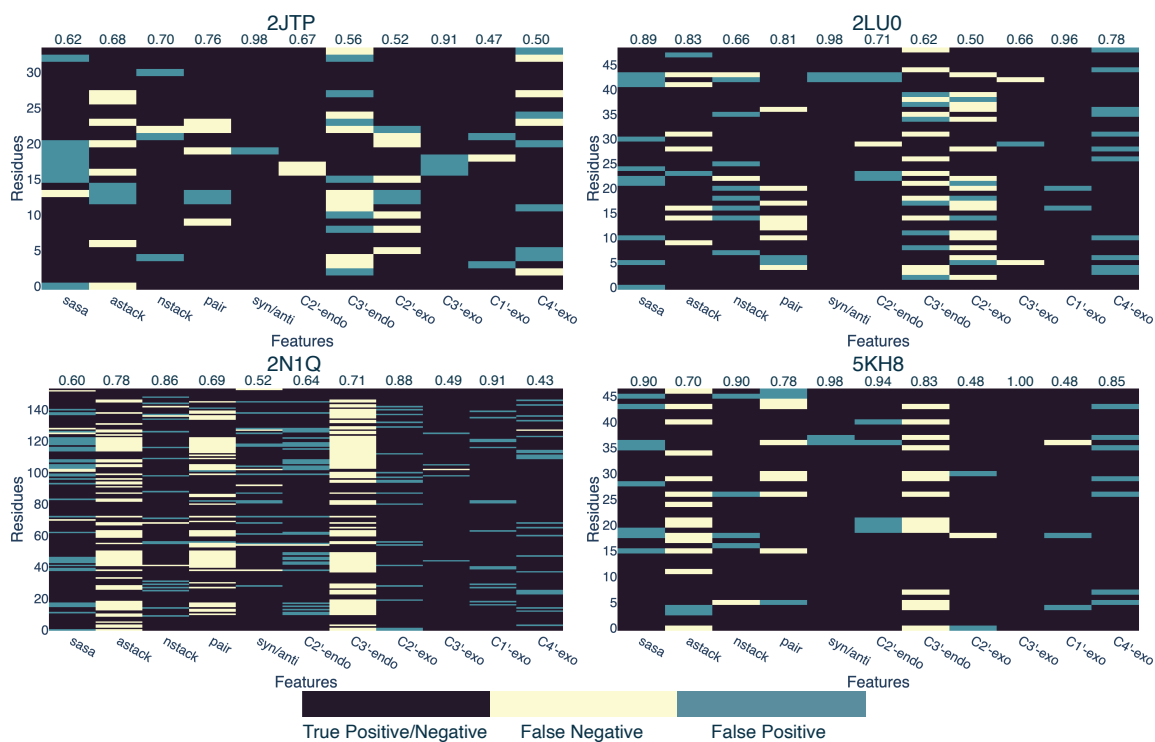 2JTP
0.62 0.68 0.70 0.76 0.98 0.67 0.56 0.52 0.91 0.47 0.50
30
25
20
15
10
5
0
Residues
sasa astack nstack pair syn/anti C2'-endo C3'-endo C2'-exo C3'-exo C1'-exo C4'-exo
Features
2LU0
0.89 0.83 0.66 0.81 0.98 0.71 0.62 0.50 0.66 0.96 0.78
45
40
35
30
25
20
15
10
5
0
Residues
sasa astack nstack pair syn/anti C2'-endo C3'-endo C2'-exo C3'-exo C1'-exo C4'-exo
Features
2N1Q
0.60 0.78 0.86 0.69 0.52 0.64 0.71 0.88 0.49 0.91 0.43
140
120
100
80
60
40
20
0
Residues
sasa astack nstack pair syn/anti C2'-endo C3'-endo C2'-exo C3'-exo C1'-exo C4'-exo
Features
5KH8
0.90 0.70 0.90 0.78 0.98 0.94 0.83 0.48 1.00 0.48 0.85
45
40
35
30
25
20
15
10
5
0
Residues
sasa astack nstack pair syn/anti C2'-endo C3'-endo C2'-exo C3'-exo C1'-exo C4'-exo
Features
True Positive/Negative False Negative False Positive